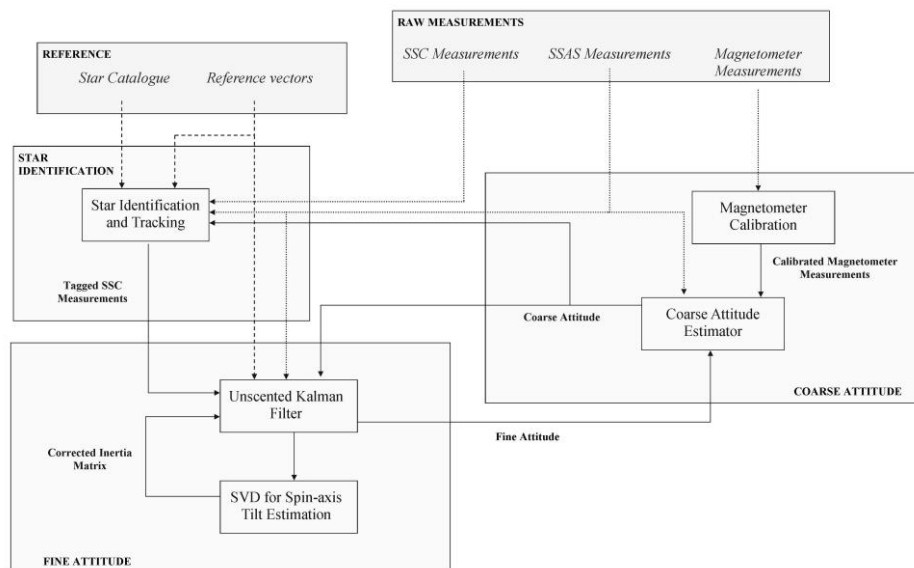 RAW MEASUREMENTS
SSC Measurements
SSAS Measurements
Magnetometer
Measurements
REFERENCE
Star Catalogue
Reference vectors
STAR
IDENTIFICATION
Star Identification
and Tracking
Magnetometer
Calibration
Tagged SSC
Measurements
Calibrated Magnetometer
Measurements
Coarse Attitude
Coarse Attitude
Estimator
COARSE ATTITUDE
Unscented Kalman
Filter
Fine Attitude
Corrected Inertia
Matrix
SVD for Spin-axis
Tilt Estimation
FINE ATTITUDE